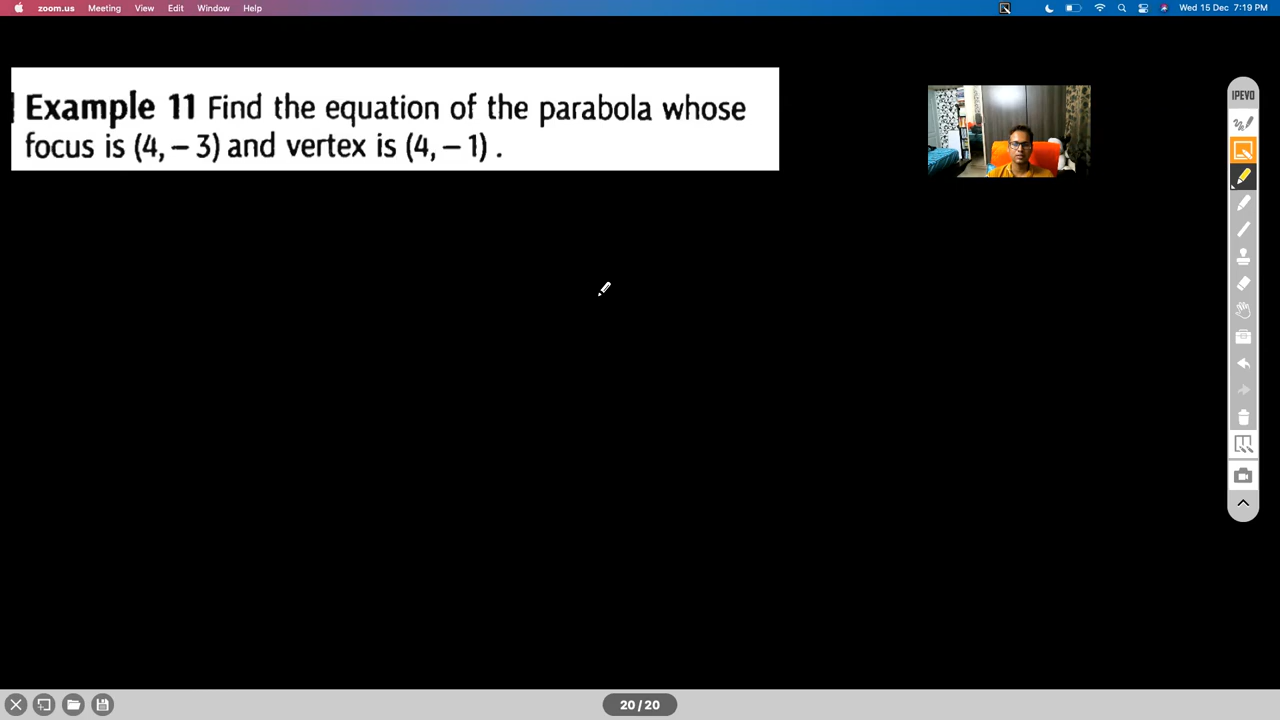 zoom.us Meeting View Edit Window Help Wed 15 Dec 7:19 PM
Example 11 Find the equation of the parabola whose
focus is (4, – 3) and vertex is (4, – 1) .
IPEVO
20 / 20